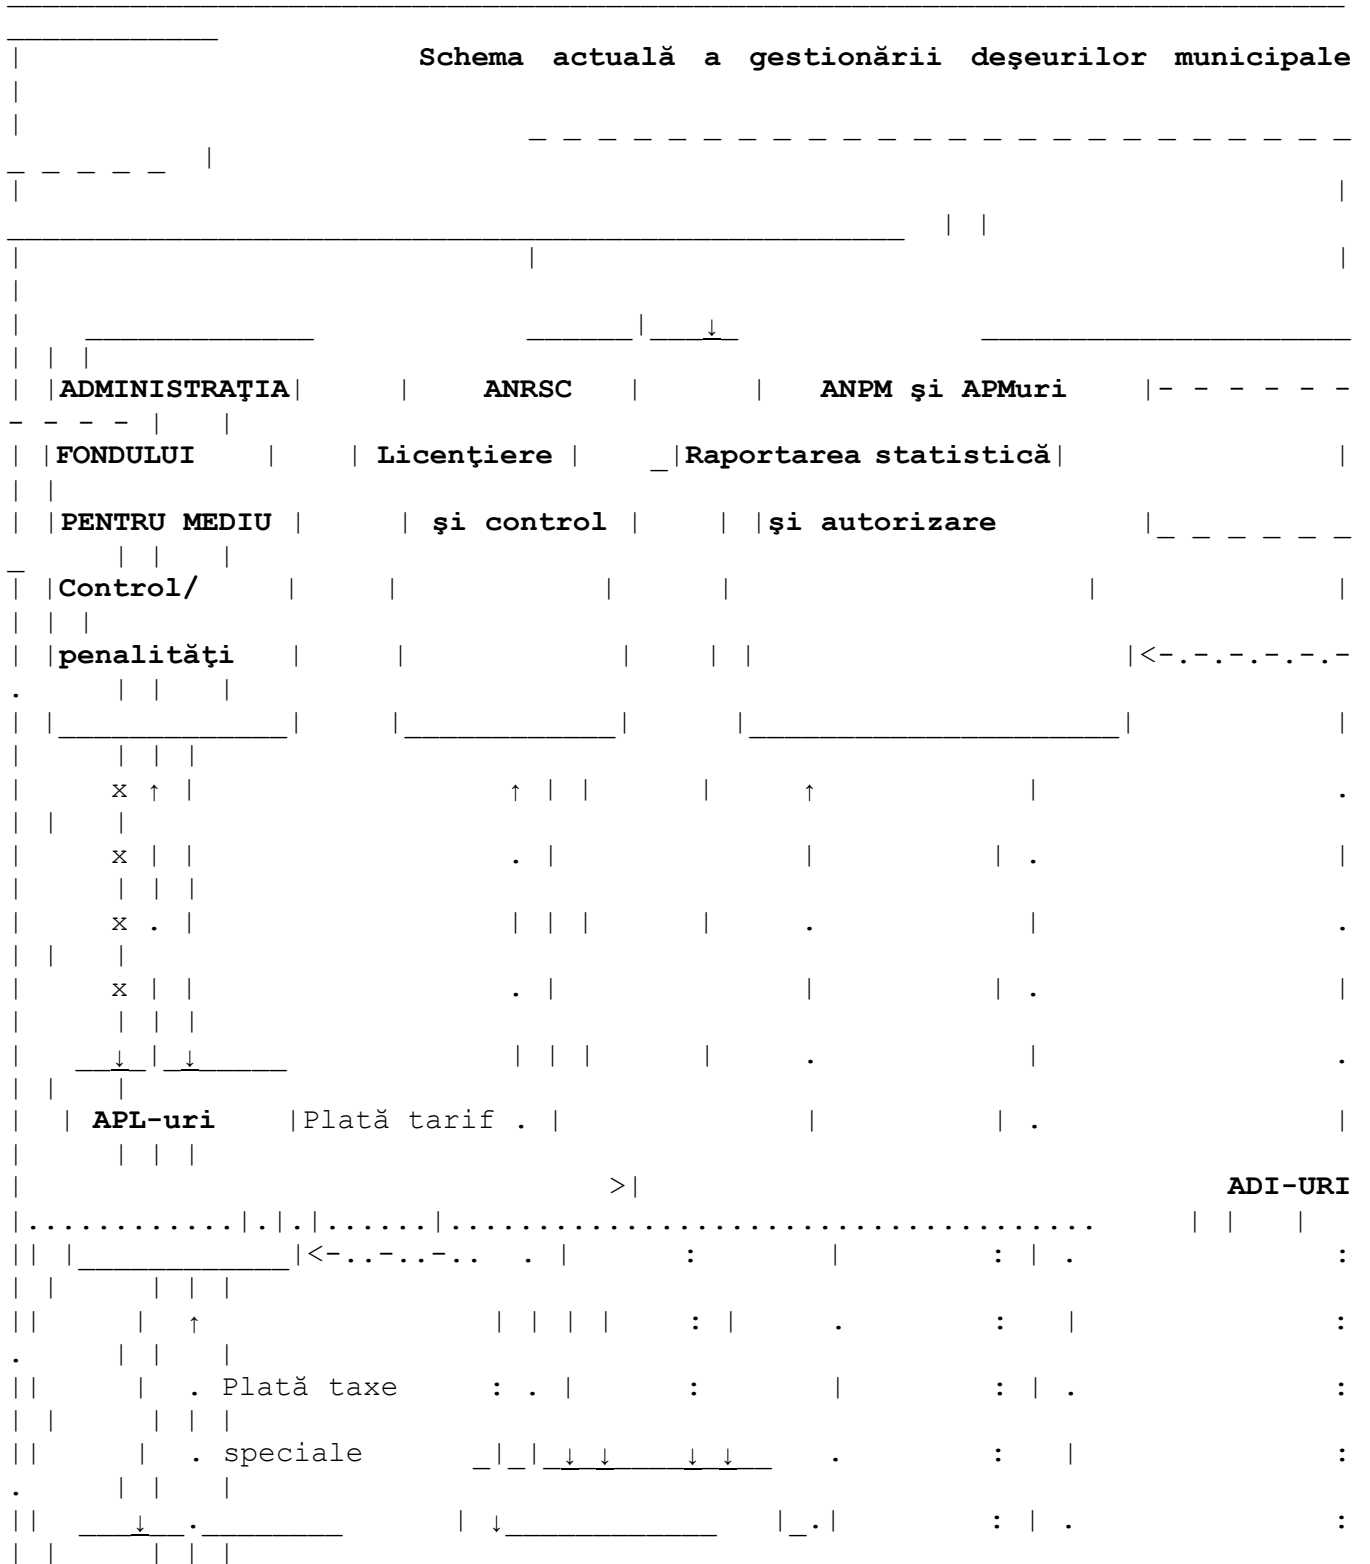 Schema actuală a gestionării deşeurilor municipale
ADMINISTRAŢIA ANRSC ANPM şi APMuri
FONDULUI Licenţiere Raportarea statistică
PENTRU MEDIU şi control şi autorizare
Control/
penalităţi
x
x
x
x
APL-uri Plată tarif
ADI-URI
Plată taxe
speciale